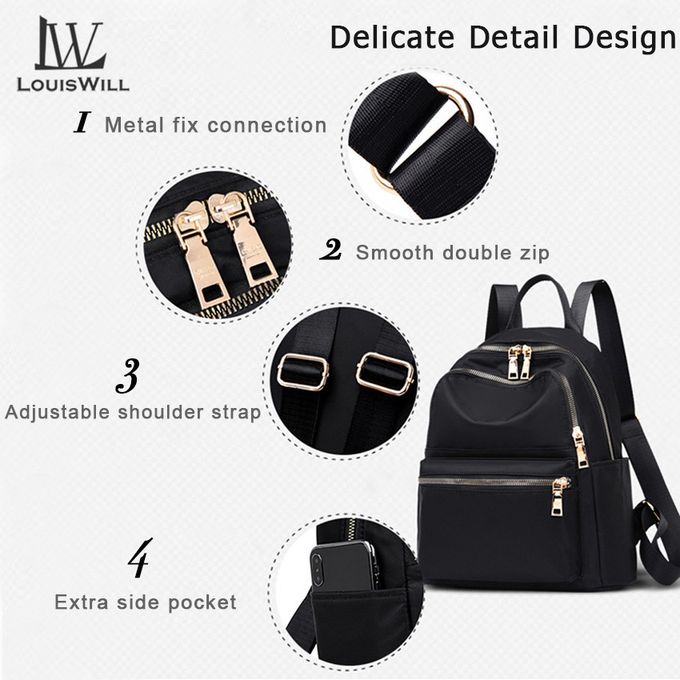 LW
LOUISWILL
Delicate Detail Design
1 Metal fix connection
2 Smooth double zip
3
Adjustable shoulder strap
4
Extra side pocket